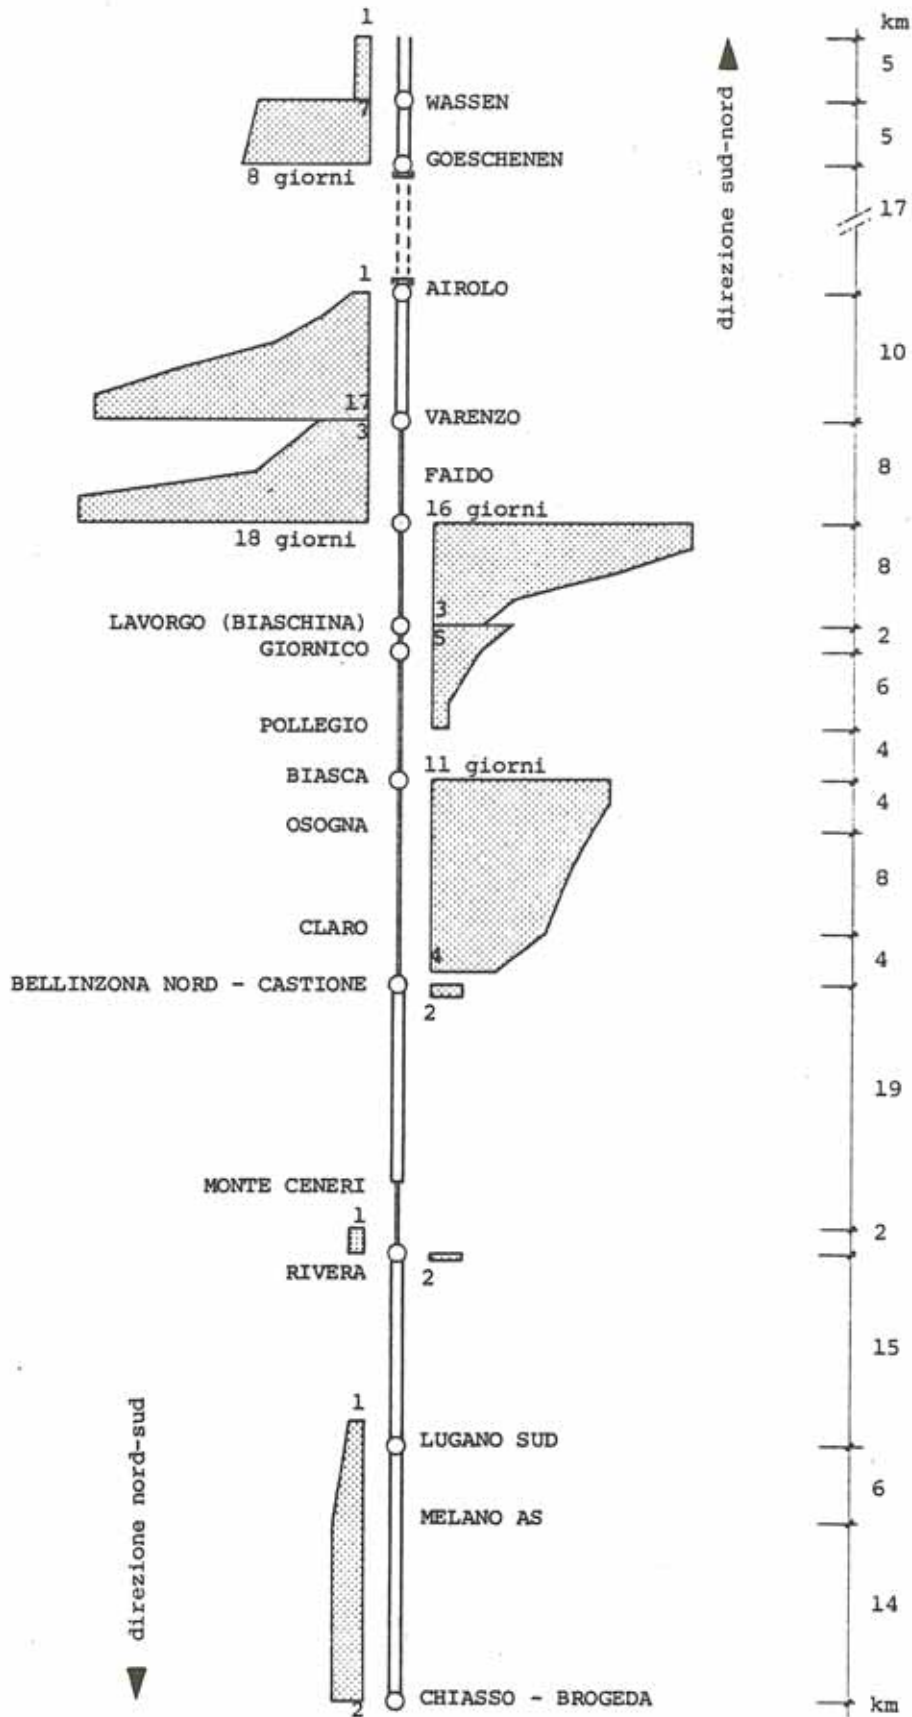 1
km
5
7
WASSEN
direzione sud-nord
5
GOESCHENEN
8 giorni
17
1
AIROLO
10
17
VARENZO
3
8
FAIDO
16 giorni
18 giorni
8
3
LAVORGO (BIASCHINA)
5
2
GIORNICO
6
POLLEGIO
4
BIASCA
11 giorni
4
OSOGNA
8
CLARO
4
4
BELLINZONA NORD - CASTIONE
2
19
MONTE CENERI
1
2
RIVERA
2
15
direzione nord-sud
1
LUGANO SUD
6
MELANO AS
14
2
CHIASSO - BROGEDA
km